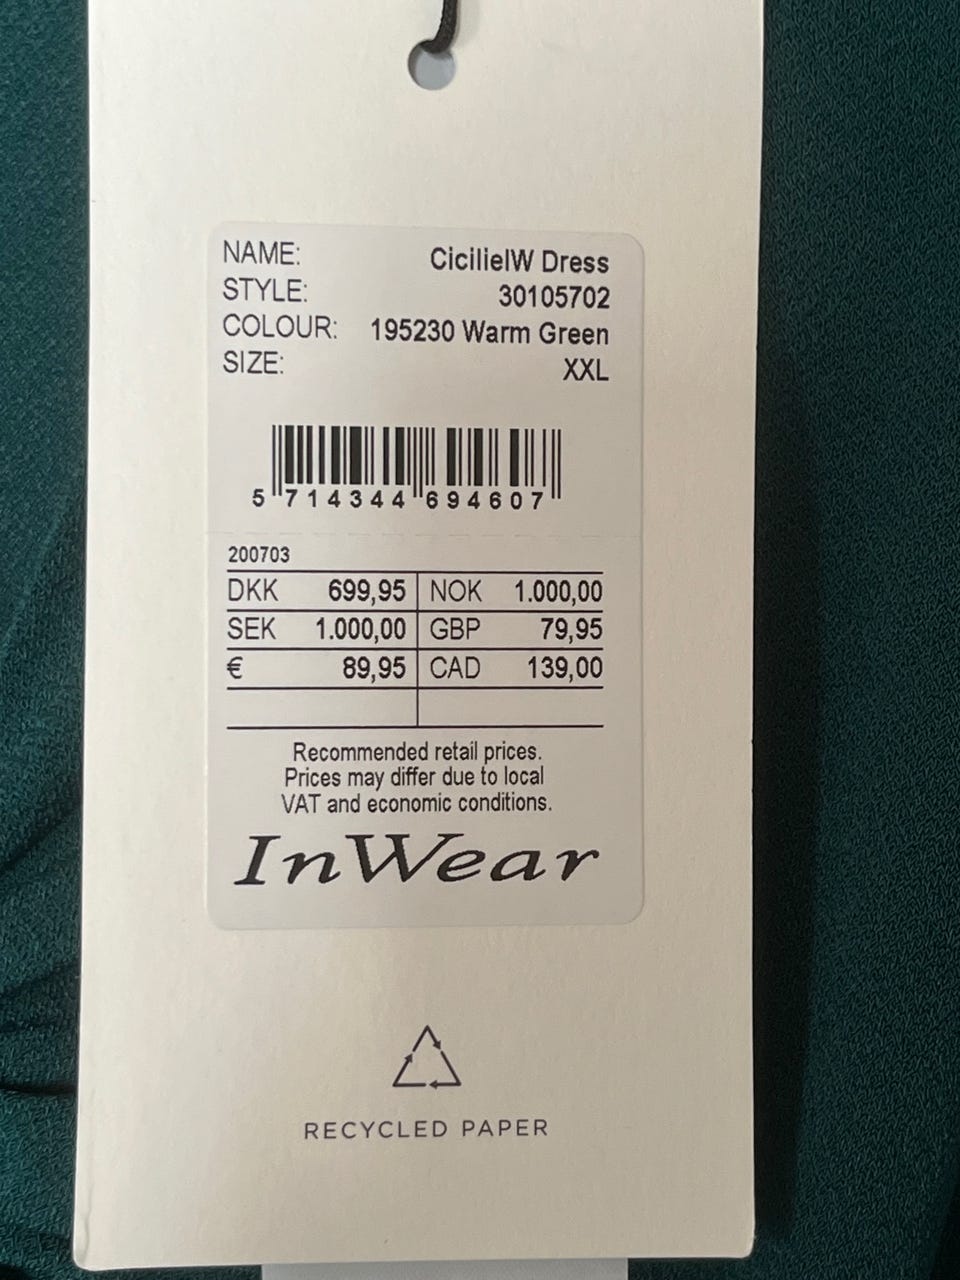 NAME: CicilieIW Dress
STYLE: 30105702
COLOUR: 195230 Warm Green
SIZE: XXL
5 714344 694607
200703
DKK 699,95 NOK 1.000,00
SEK 1.000,00 GBP 79,95
€ 89,95 CAD 139,00
Recommended retail prices.
Prices may differ due to local
VAT and economic conditions.
InWear
RECYCLED PAPER